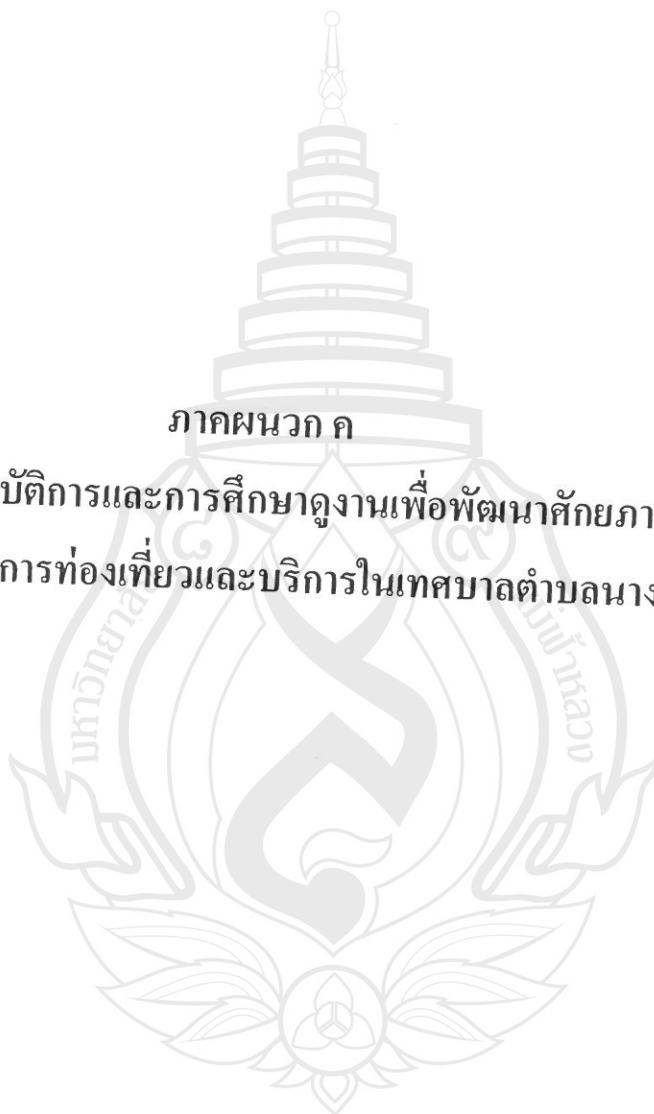 ภาคผนวก ค
บัติการและการศึกษาดูงานเพื่อพัฒนาศักยภา
การท่องเที่ยวและบริการในเทศบาลตำบลนาง